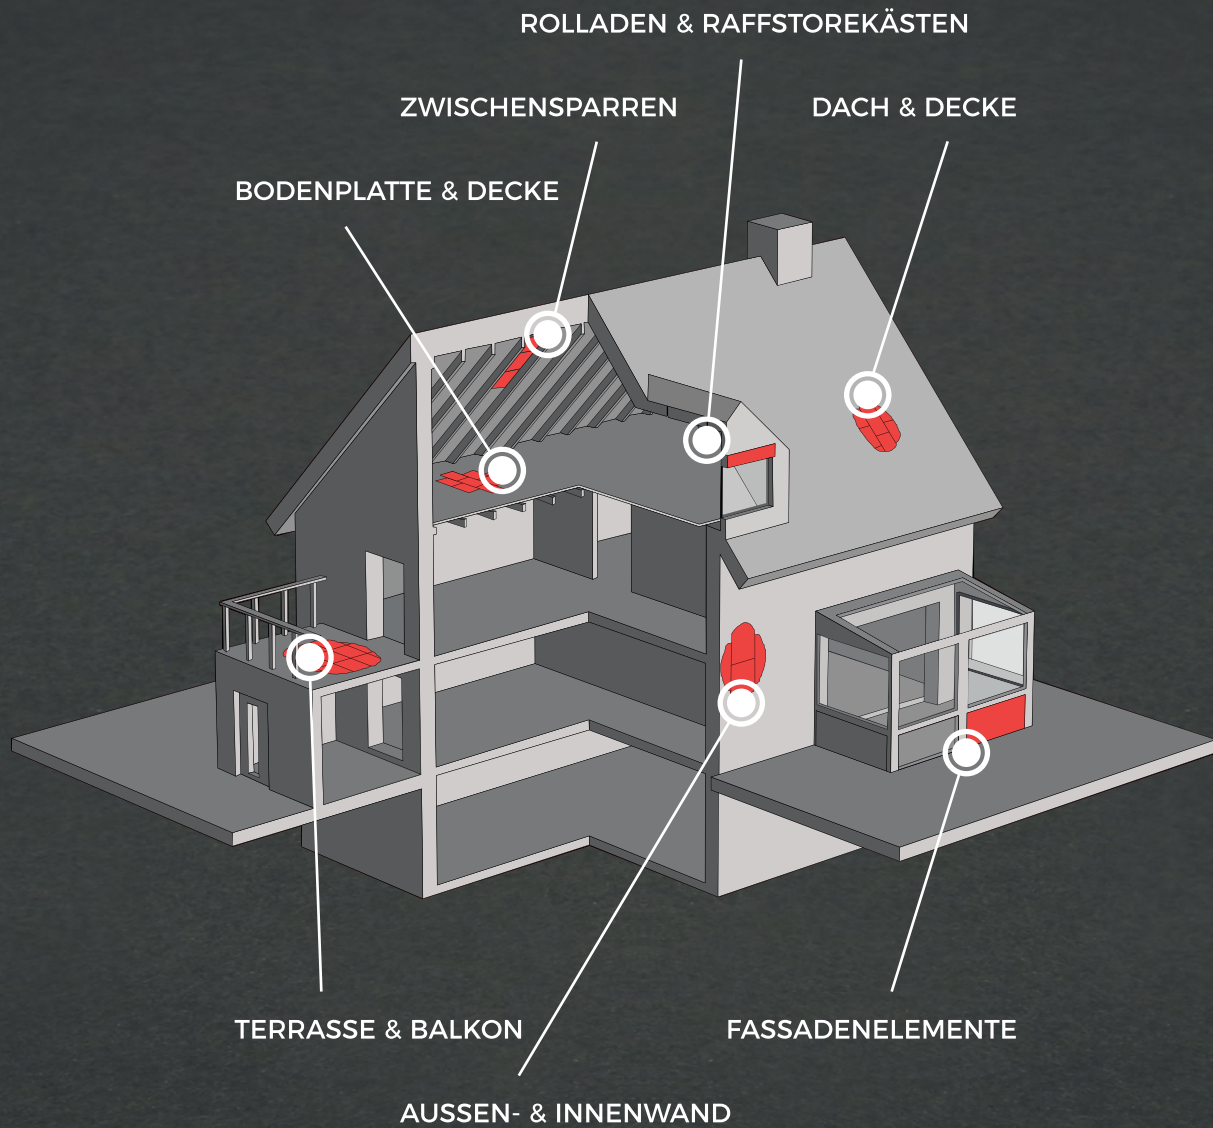 ROLLADEN & RAFFSTOREKÄSTEN
ZWISCHENSPARREN
DACH & DECKE
BODENPLATTE & DECKE
TERRASSE & BALKON
FASSADENELEMENTE
AUSSEN- & INNENWAND